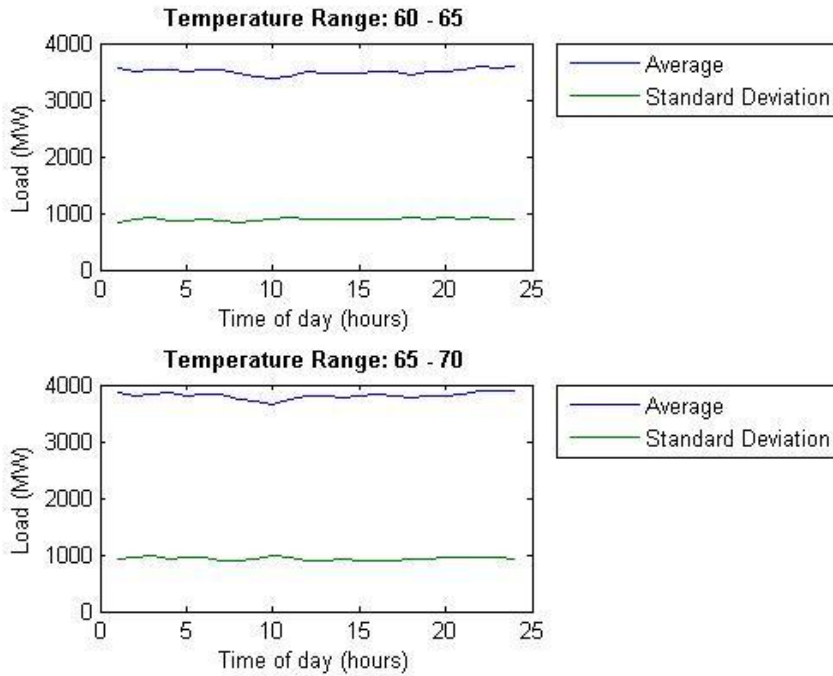 Temperature Range: 60 - 65
4000
3000
2000
1000
0
Load (MW)
0 5 10 15 20 25
Time of day (hours)
Average
Standard Deviation
Temperature Range: 65 - 70
4000
3000
2000
1000
0
Load (MW)
0 5 10 15 20 25
Time of day (hours)
Average
Standard Deviation